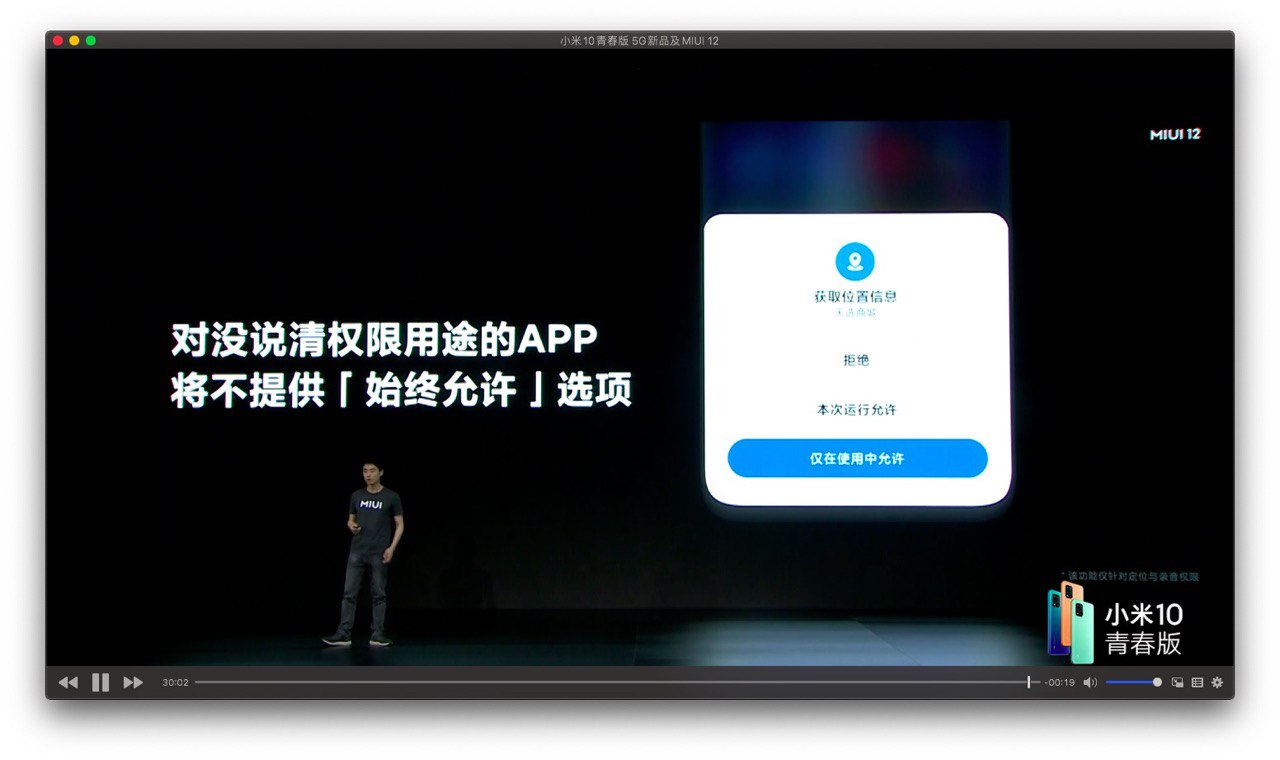 小米10青春版 5G新品及MIUI 12
MIUI 12
对没说清权限用途的APP
将不提供「始终允许」选项
获取位置信息
天选商城
拒绝
本次运行允许
仅在使用中允许
MIUI
* 该功能仅针对定位与录音权限
小米10
青春版
30:02
-00:19